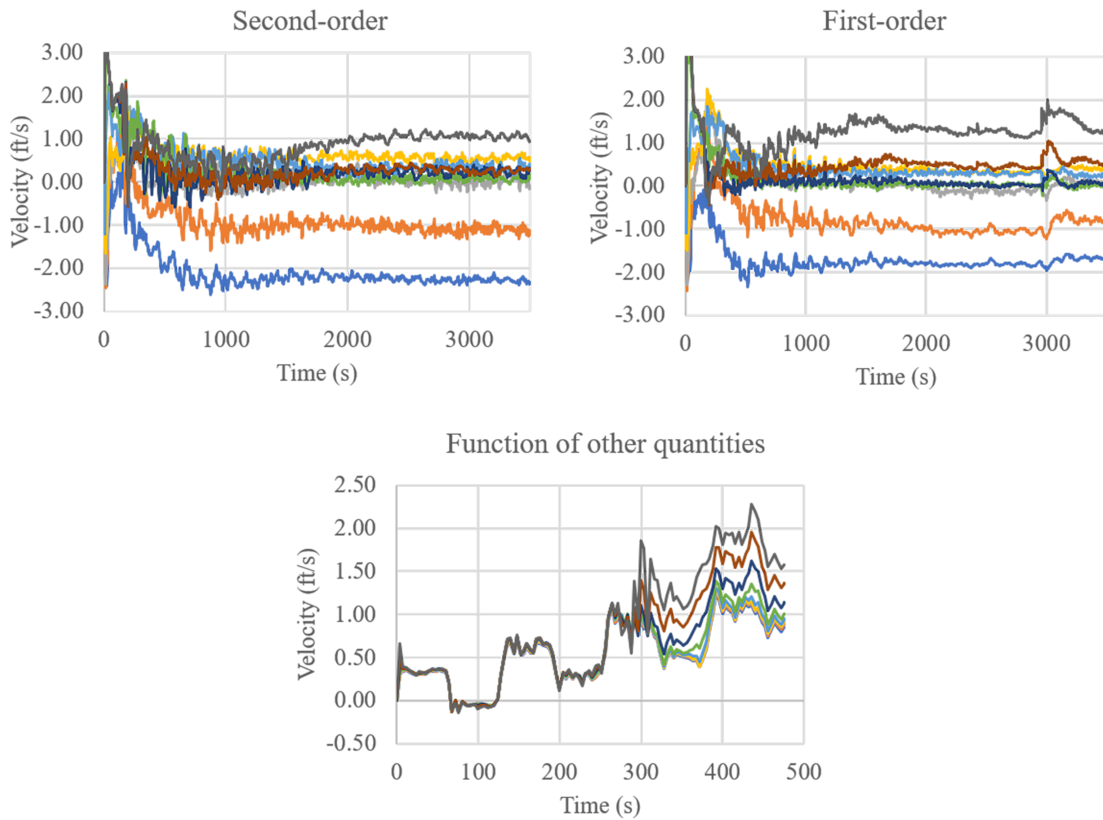 Second-order
3.00
2.00
1.00
0.00
-1.00
-2.00
-3.00
Velocity (ft/s)
0 1000 2000 3000
Time (s)
First-order
3.00
2.00
1.00
0.00
-1.00
-2.00
-3.00
Velocity (ft/s)
0 1000 2000 3000
Time (s)
Function of other quantities
2.50
2.00
1.50
1.00
0.50
0.00
-0.50
Velocity (ft/s)
0 100 200 300 400 500
Time (s)